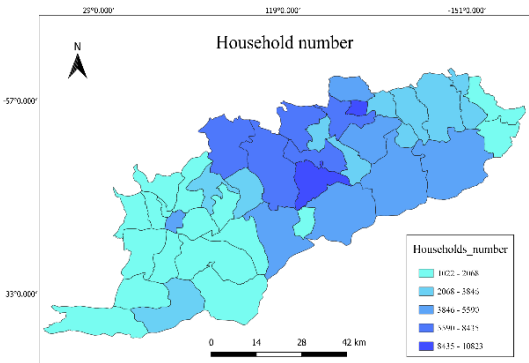 29°0.000' 119°0.000' -151°0.000'
Household number
N
-57°0.000'
33°0.000'
Households_number
1022 - 2068
2068 - 3846
3846 - 5590
5590 - 8435
8435 - 10823
0 14 28 42 km